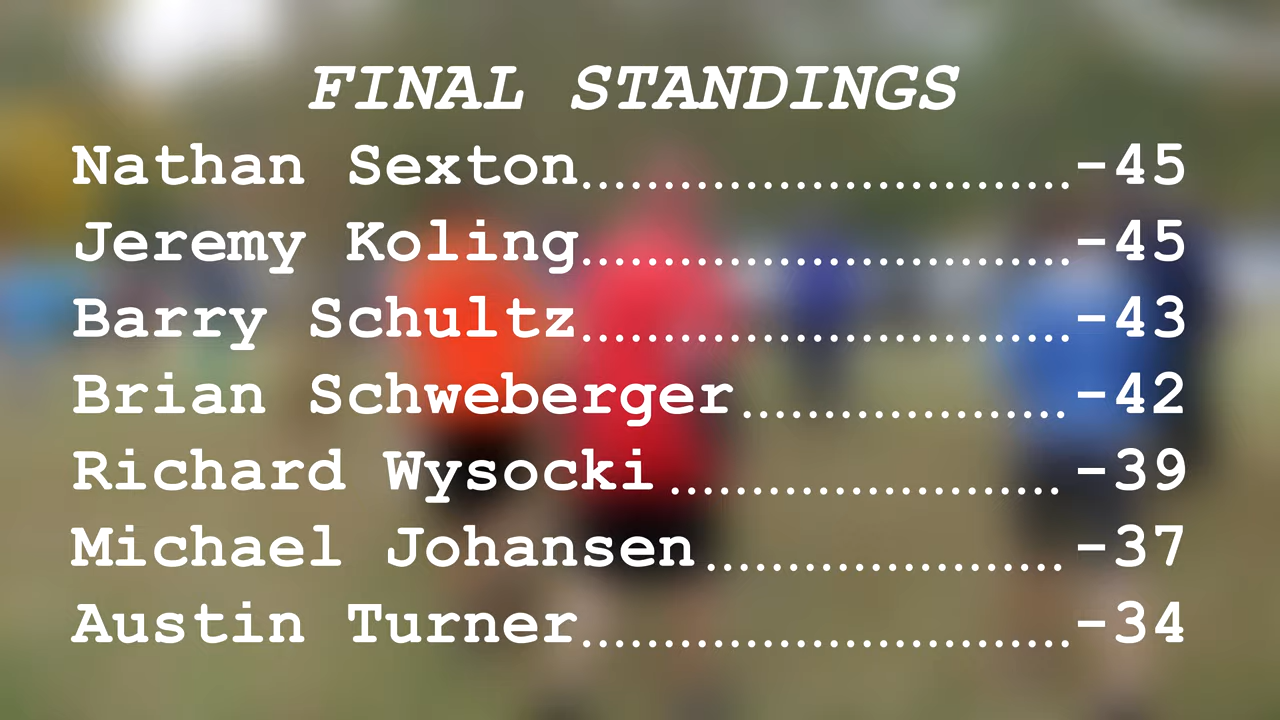 FINAL STANDINGS
Nathan Sexton..............................-45
Jeremy Koling..............................-45
Barry Schultz..............................-43
Brian Schweberger....................-42
Richard Wysocki........................-39
Michael Johansen......................-37
Austin Turner..............................-34